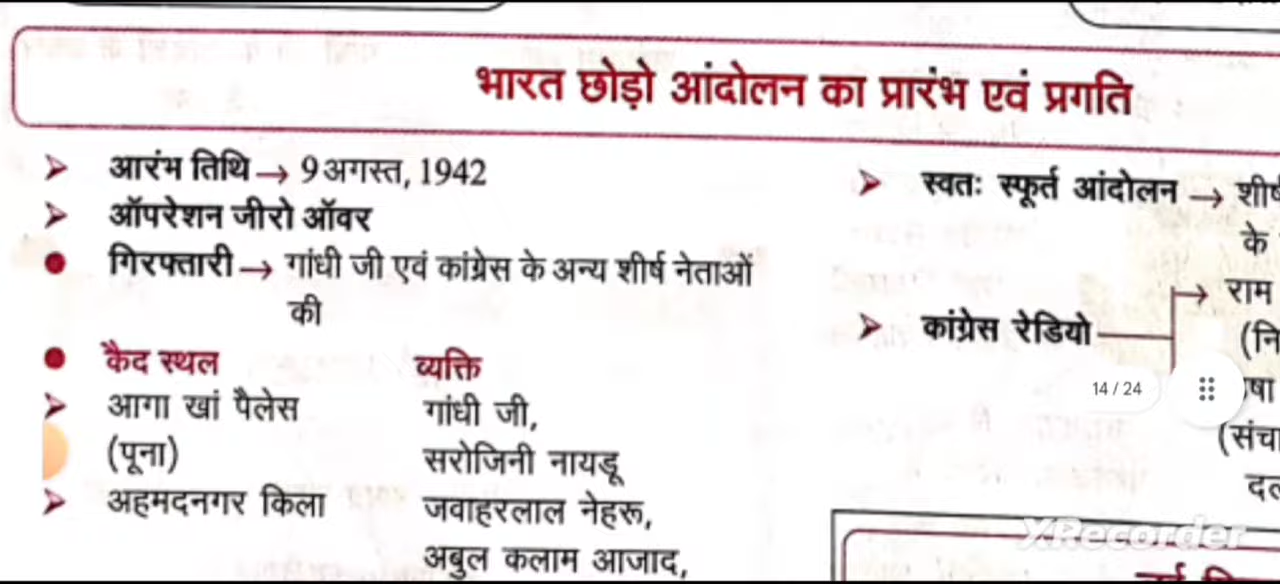 भारत छोड़ो आंदोलन का प्रारंभ एवं प्रगति
➢ आरंभ तिथि → 9 अगस्त, 1942
➢ ऑपरेशन जीरो ऑवर
• गिरफ्तारी → गांधी जी एवं कांग्रेस के अन्य शीर्ष नेताओं
की
• कैद स्थल व्यक्ति
➢ आगा खां पैलेस गांधी जी,
(पूना) सरोजिनी नायडू
➢ अहमदनगर किला जवाहरलाल नेहरू,
अबुल कलाम आजाद,
➢ स्वतः स्फूर्त आंदोलन →
के
→ राम
➢ कांग्रेस रेडियो
14 / 24
XRecorder